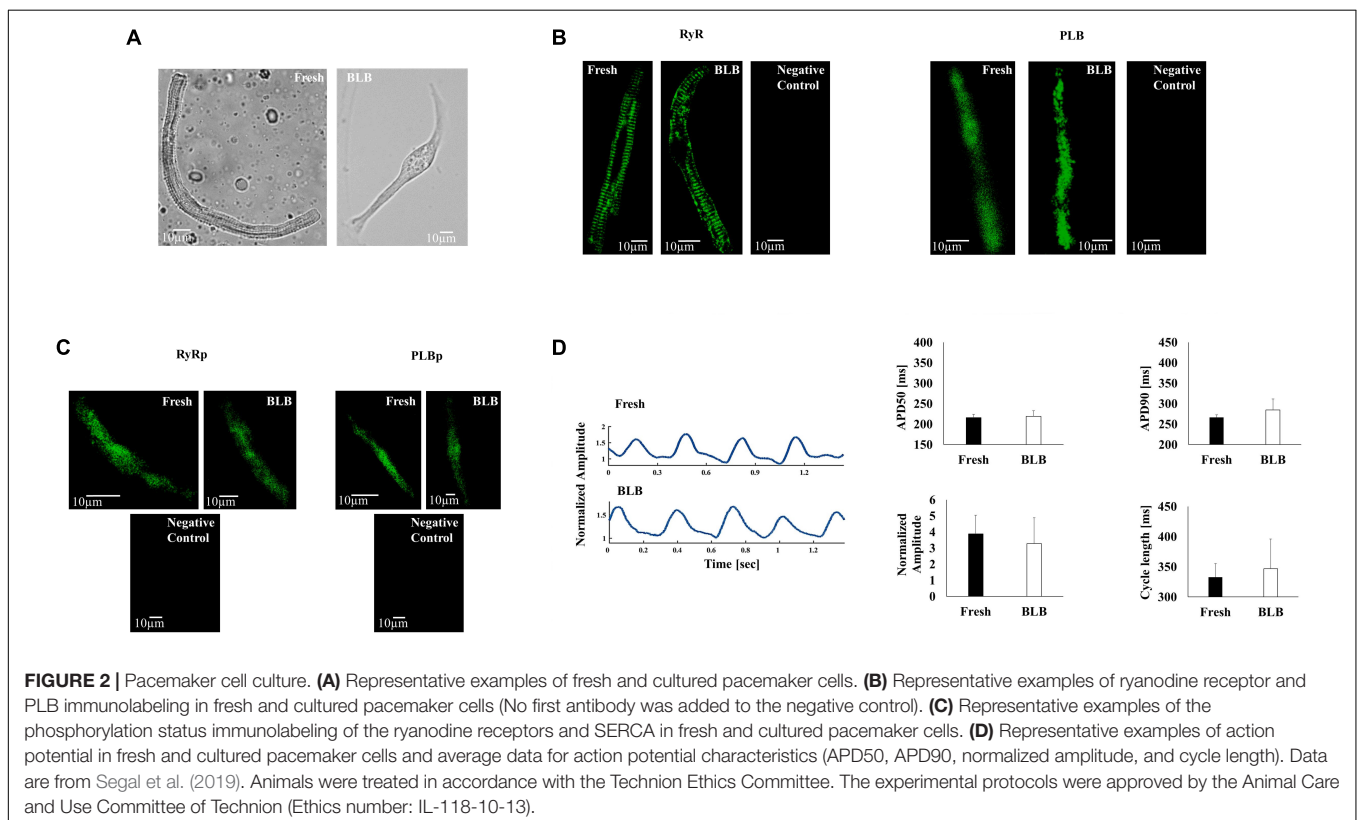 A
Fresh
10µm
BLB
10µm
B
RyR
Fresh
10µm
BLB
10µm
Negative
Control
10µm
PLB
Fresh
10µm
BLB
10µm
Negative
Control
10µm
C
RyRp
Fresh
10µm
BLB
10µm
Negative
Control
10µm
PLBp
Fresh
10µm
BLB
10µm
Negative
Control
10µm
D
Fresh
2
1.5
1
0 0.3 0.6 0.9 1.2
BLB
1.5
1
0 0.2 0.4 0.6 0.8 1 1.2
Normalized Amplitude
Time [sec]
APD50 [ms]
400
350
300
250
200
150
Fresh BLB
APD90 [ms]
450
400
350
300
250
200
Fresh BLB
Normalized
Amplitude
6
5
4
3
2
1
0
Fresh BLB
Cycle length [ms]
450
400
350
300
Fresh BLB
FIGURE 2 | Pacemaker cell culture. (A) Representative examples of fresh and cultured pacemaker cells. (B) Representative examples of ryanodine receptor and
PLB immunolabeling in fresh and cultured pacemaker cells (No first antibody was added to the negative control). (C) Representative examples of the
phosphorylation status immunolabeling of the ryanodine receptors and SERCA in fresh and cultured pacemaker cells. (D) Representative examples of action
potential in fresh and cultured pacemaker cells and average data for action potential characteristics (APD50, APD90, normalized amplitude, and cycle length). Data
are from Segal et al. (2019). Animals were treated in accordance with the Technion Ethics Committee. The experimental protocols were approved by the Animal Care
and Use Committee of Technion (Ethics number: IL-118-10-13).